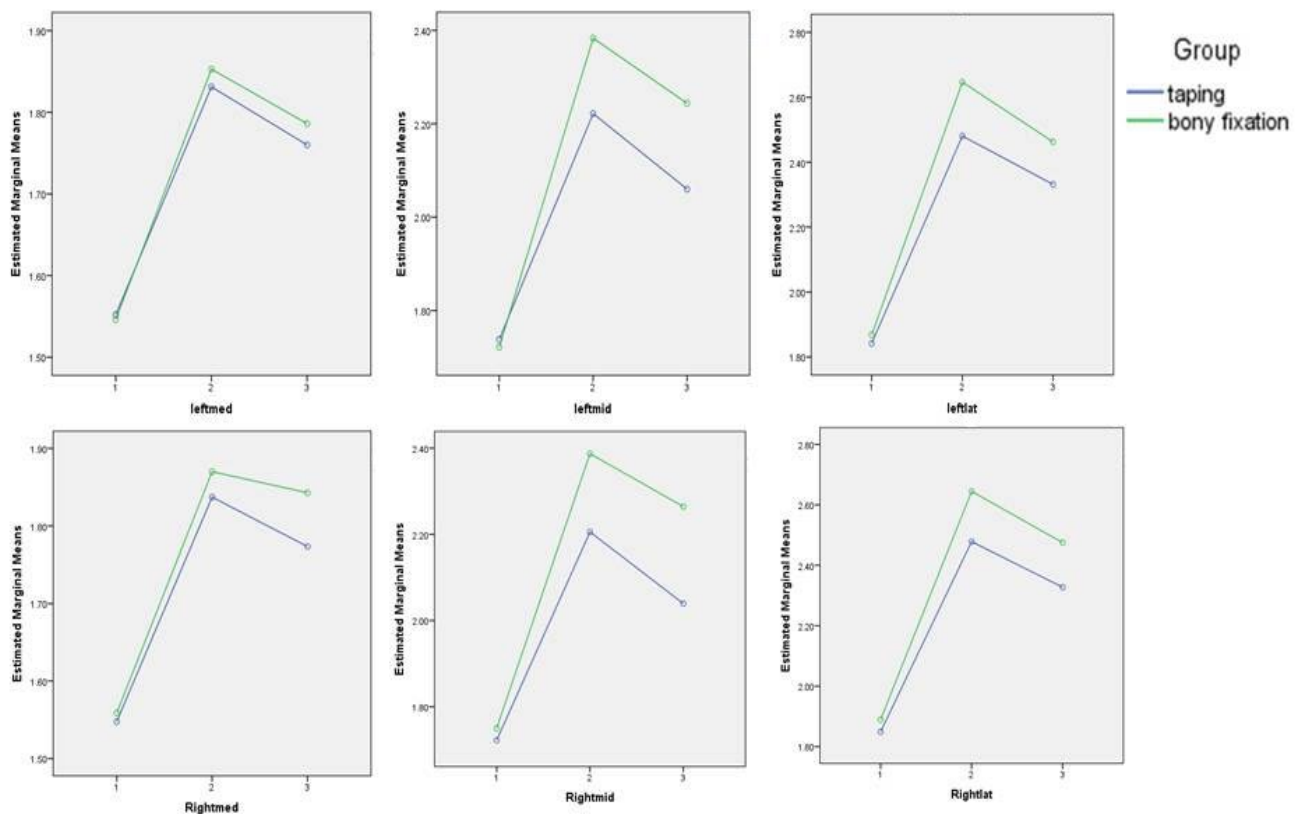 Group
taping
bony fixation
Estimated Marginal Means
1.90
1.80
1.70
1.60
1.50
1 2 3
leftmed
Estimated Marginal Means
2.40
2.20
2.00
1.80
1 2 3
leftmid
Estimated Marginal Means
2.80
2.60
2.40
2.20
2.00
1.80
1 2 3
leftlat
Estimated Marginal Means
1.90
1.80
1.70
1.60
1.50
1 2 3
Rightmed
Estimated Marginal Means
2.40
2.20
2.00
1.80
1 2 3
Rightmid
Estimated Marginal Means
2.80
2.60
2.40
2.20
2.00
1.80
1 2 3
Rightlat